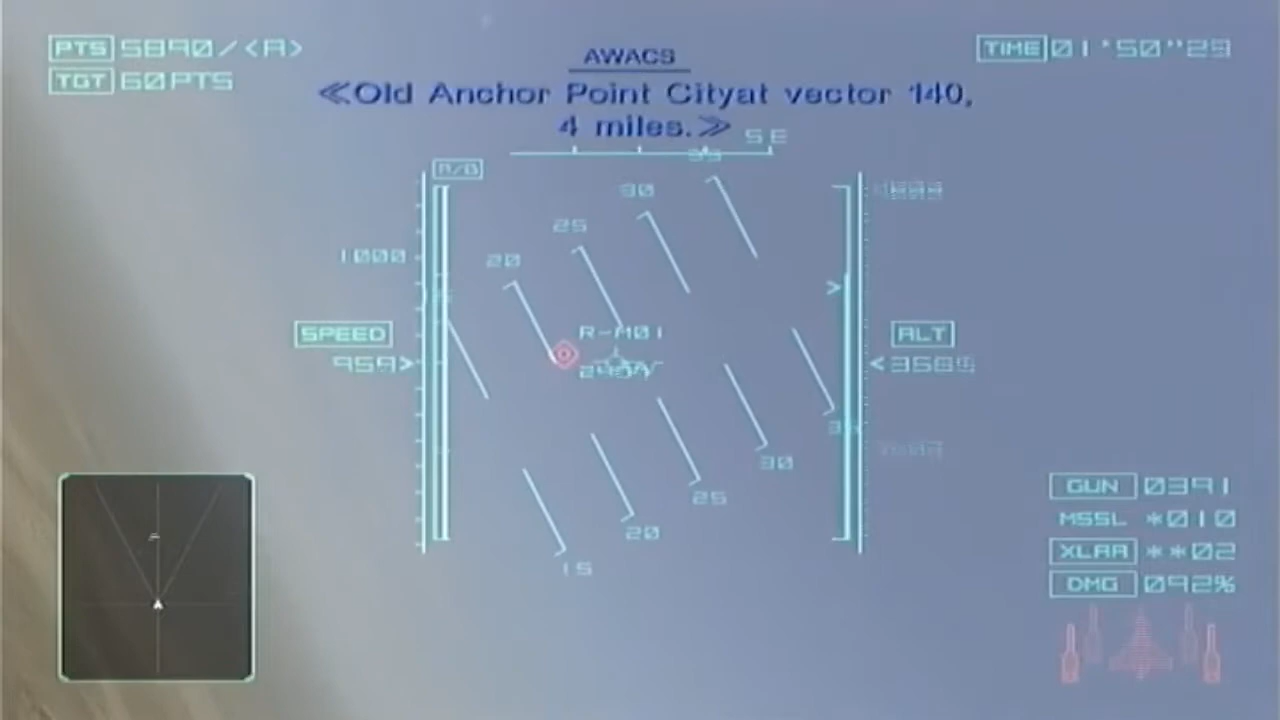 PTS 5890/<A>
TGT 60PTS
AWACS
≪Old Anchor Point Cityat vector 140,
4 miles.≫
TIME 01'50"29
SE
A/B
35
30
25
20
1000
R-M01
SPEED
959>
ALT
<3585
30
25
20
15
GUN 0391
MSSL *010
XLAA **02
DMG 092%